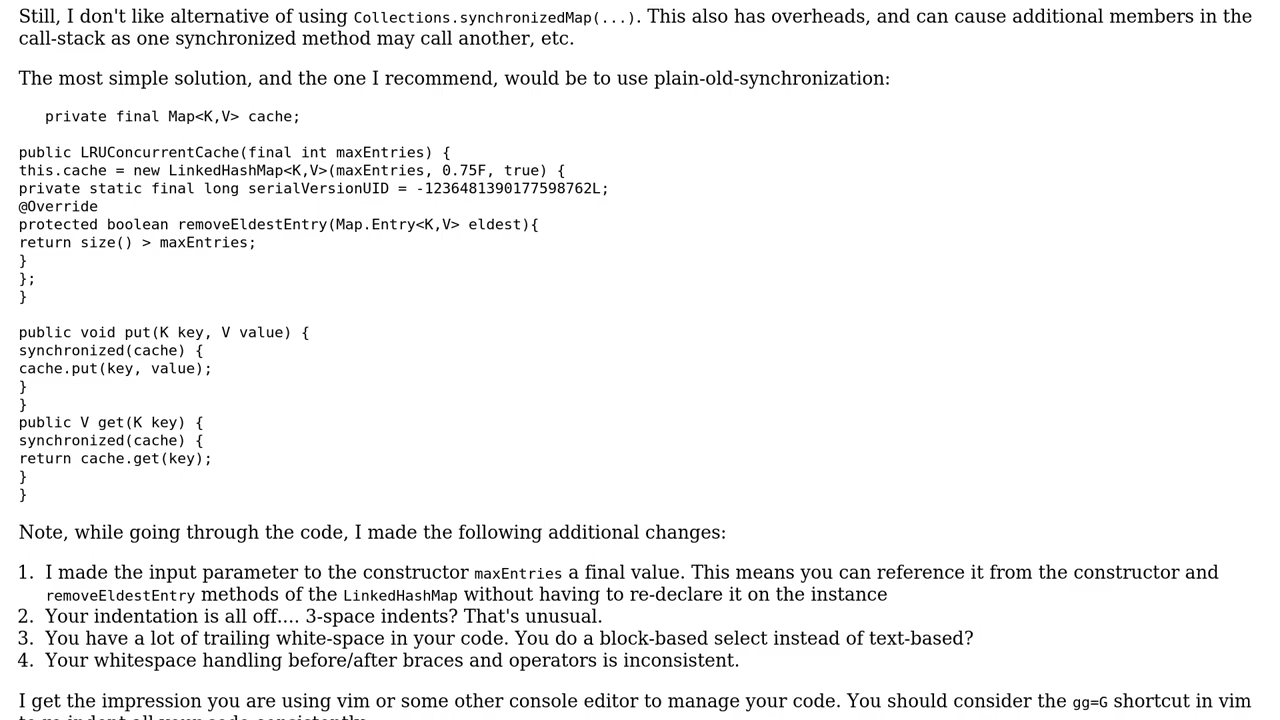 Still, I don't like alternative of using Collections.synchronizedMap(...). This also has overheads, and can cause additional members in the
call-stack as one synchronized method may call another, etc.
The most simple solution, and the one I recommend, would be to use plain-old-synchronization:
private final Map<K,V> cache;
public LRUConcurrentCache(final int maxEntries) {
this.cache = new LinkedHashMap<K,V>(maxEntries, 0.75F, true) {
private static final long serialVersionUID = -1236481390177598762L;
@Override
protected boolean removeEldestEntry(Map.Entry<K,V> eldest){
return size() > maxEntries;
}
};
}
public void put(K key, V value) {
synchronized(cache) {
cache.put(key, value);
}
}
public V get(K key) {
synchronized(cache) {
return cache.get(key);
}
}
Note, while going through the code, I made the following additional changes:
1. I made the input parameter to the constructor maxEntries a final value. This means you can reference it from the constructor and
removeEldestEntry methods of the LinkedHashMap without having to re-declare it on the instance
2. Your indentation is all off.... 3-space indents? That's unusual.
3. You have a lot of trailing white-space in your code. You do a block-based select instead of text-based?
4. Your whitespace handling before/after braces and operators is inconsistent.
I get the impression you are using vim or some other console editor to manage your code. You should consider the gg=G shortcut in vim
to re-indent all your code consistently.